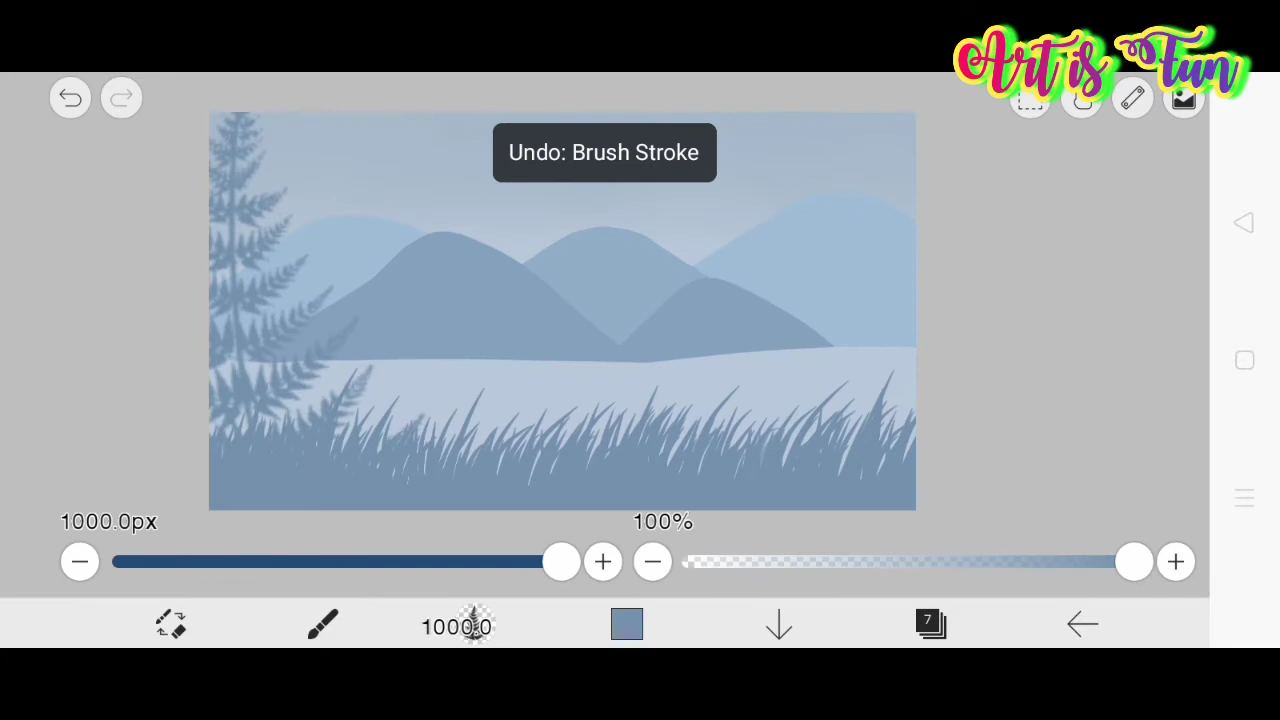 Art is Fun
Undo: Brush Stroke
1000.0px
100%
1000.0
7